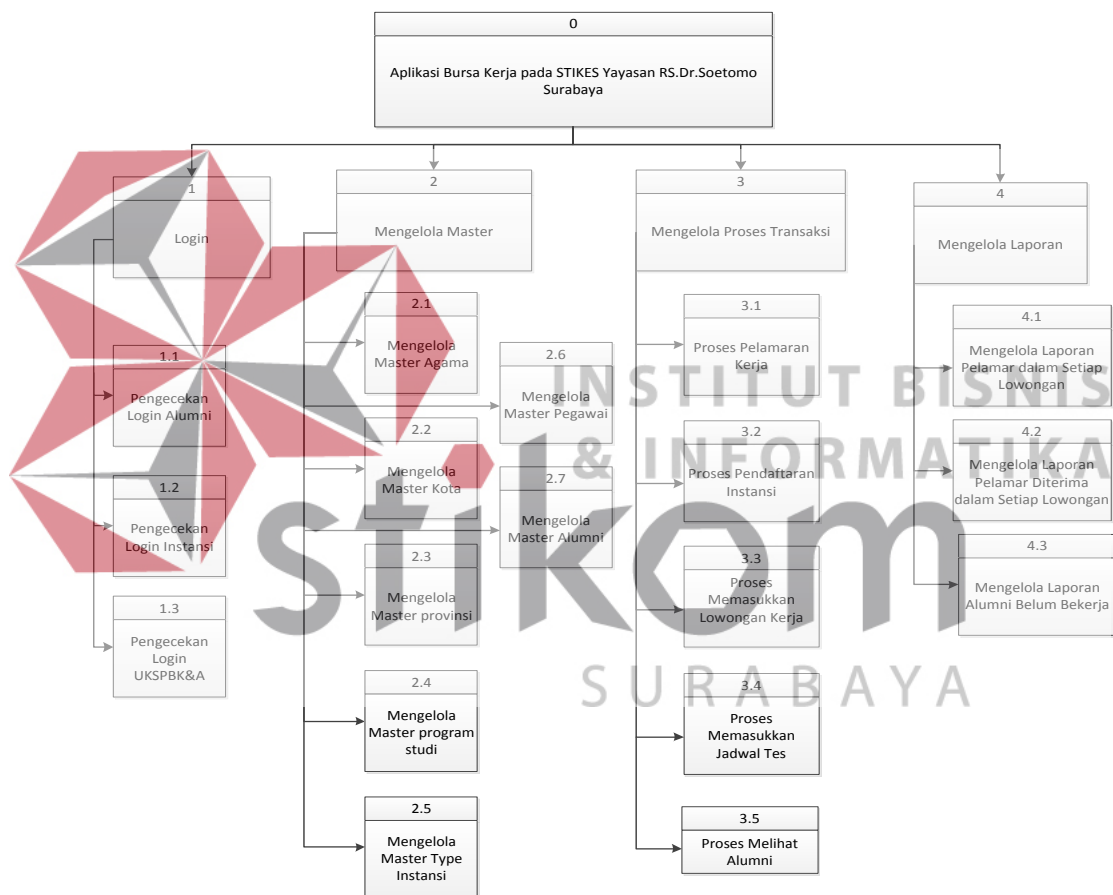 0
Aplikasi Bursa Kerja pada STIKES Yayasan RS.Dr.Soetomo
Surabaya
1
Login
2
Mengelola Master
3
Mengelola Proses Transaksi
4
Mengelola Laporan
1.1
Pengecekan
Login Alumni
1.2
Pengecekan
Login Instansi
1.3
Pengecekan
Login
UKSPBK&A
2.1
Mengelola
Master Agama
2.2
Mengelola
Master Kota
2.3
Mengelola
Master provinsi
2.4
Mengelola
Master program
studi
2.5
Mengelola
Master Type
Instansi
2.6
Mengelola
Master Pegawai
2.7
Mengelola
Master Alumni
3.1
Proses Pelamaran
Kerja
3.2
Proses Pendaftaran
Instansi
3.3
Proses
Memasukkan
Lowongan Kerja
3.4
Proses
Memasukkan
Jadwal Tes
3.5
Proses Melihat
Alumni
4.1
Mengelola Laporan
Pelamar dalam Setiap
Lowongan
4.2
Mengelola Laporan
Pelamar Diterima
dalam Setiap Lowongan
4.3
Mengelola Laporan
Alumni Belum Bekerja
INSTITUT BISNIS
& INFORMATIKA
stikom
SURABAYA